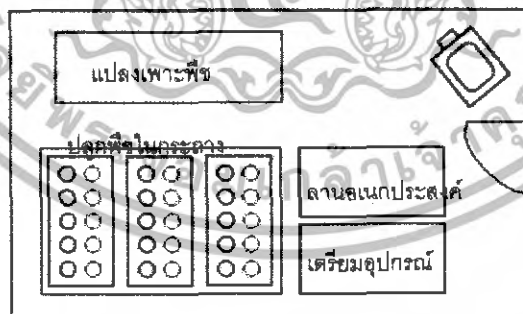 แปลงเพาะพืช
ปลูกพืชในกระถาง
ลานอเนกประสงค์
เตรียมอุปกรณ์